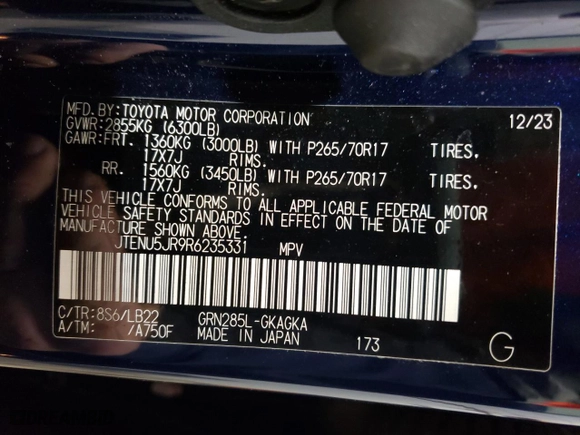 MFD.BY:TOYOTA MOTOR CORPORATION 12/23
GVWR:2855KG (6300LB)
GAWR:FRT. 1360KG (3000LB) WITH P265/70R17 TIRES.
17X7J RIMS.
RR. 1560KG (3450LB) WITH P265/70R17 TIRES.
17X7J RIMS.
THIS VEHICLE CONFORMS TO ALL APPLICABLE FEDERAL MOTOR
VEHICLE SAFETY STANDARDS IN EFFECT ON THE DATE OF
MANUFACTURE SHOWN ABOVE.
JTENU5JR9R6235331 MPV
C/TR:8S6/LB22 GRN285L-GKAGKA
A/TM: /A750F MADE IN JAPAN 173 G